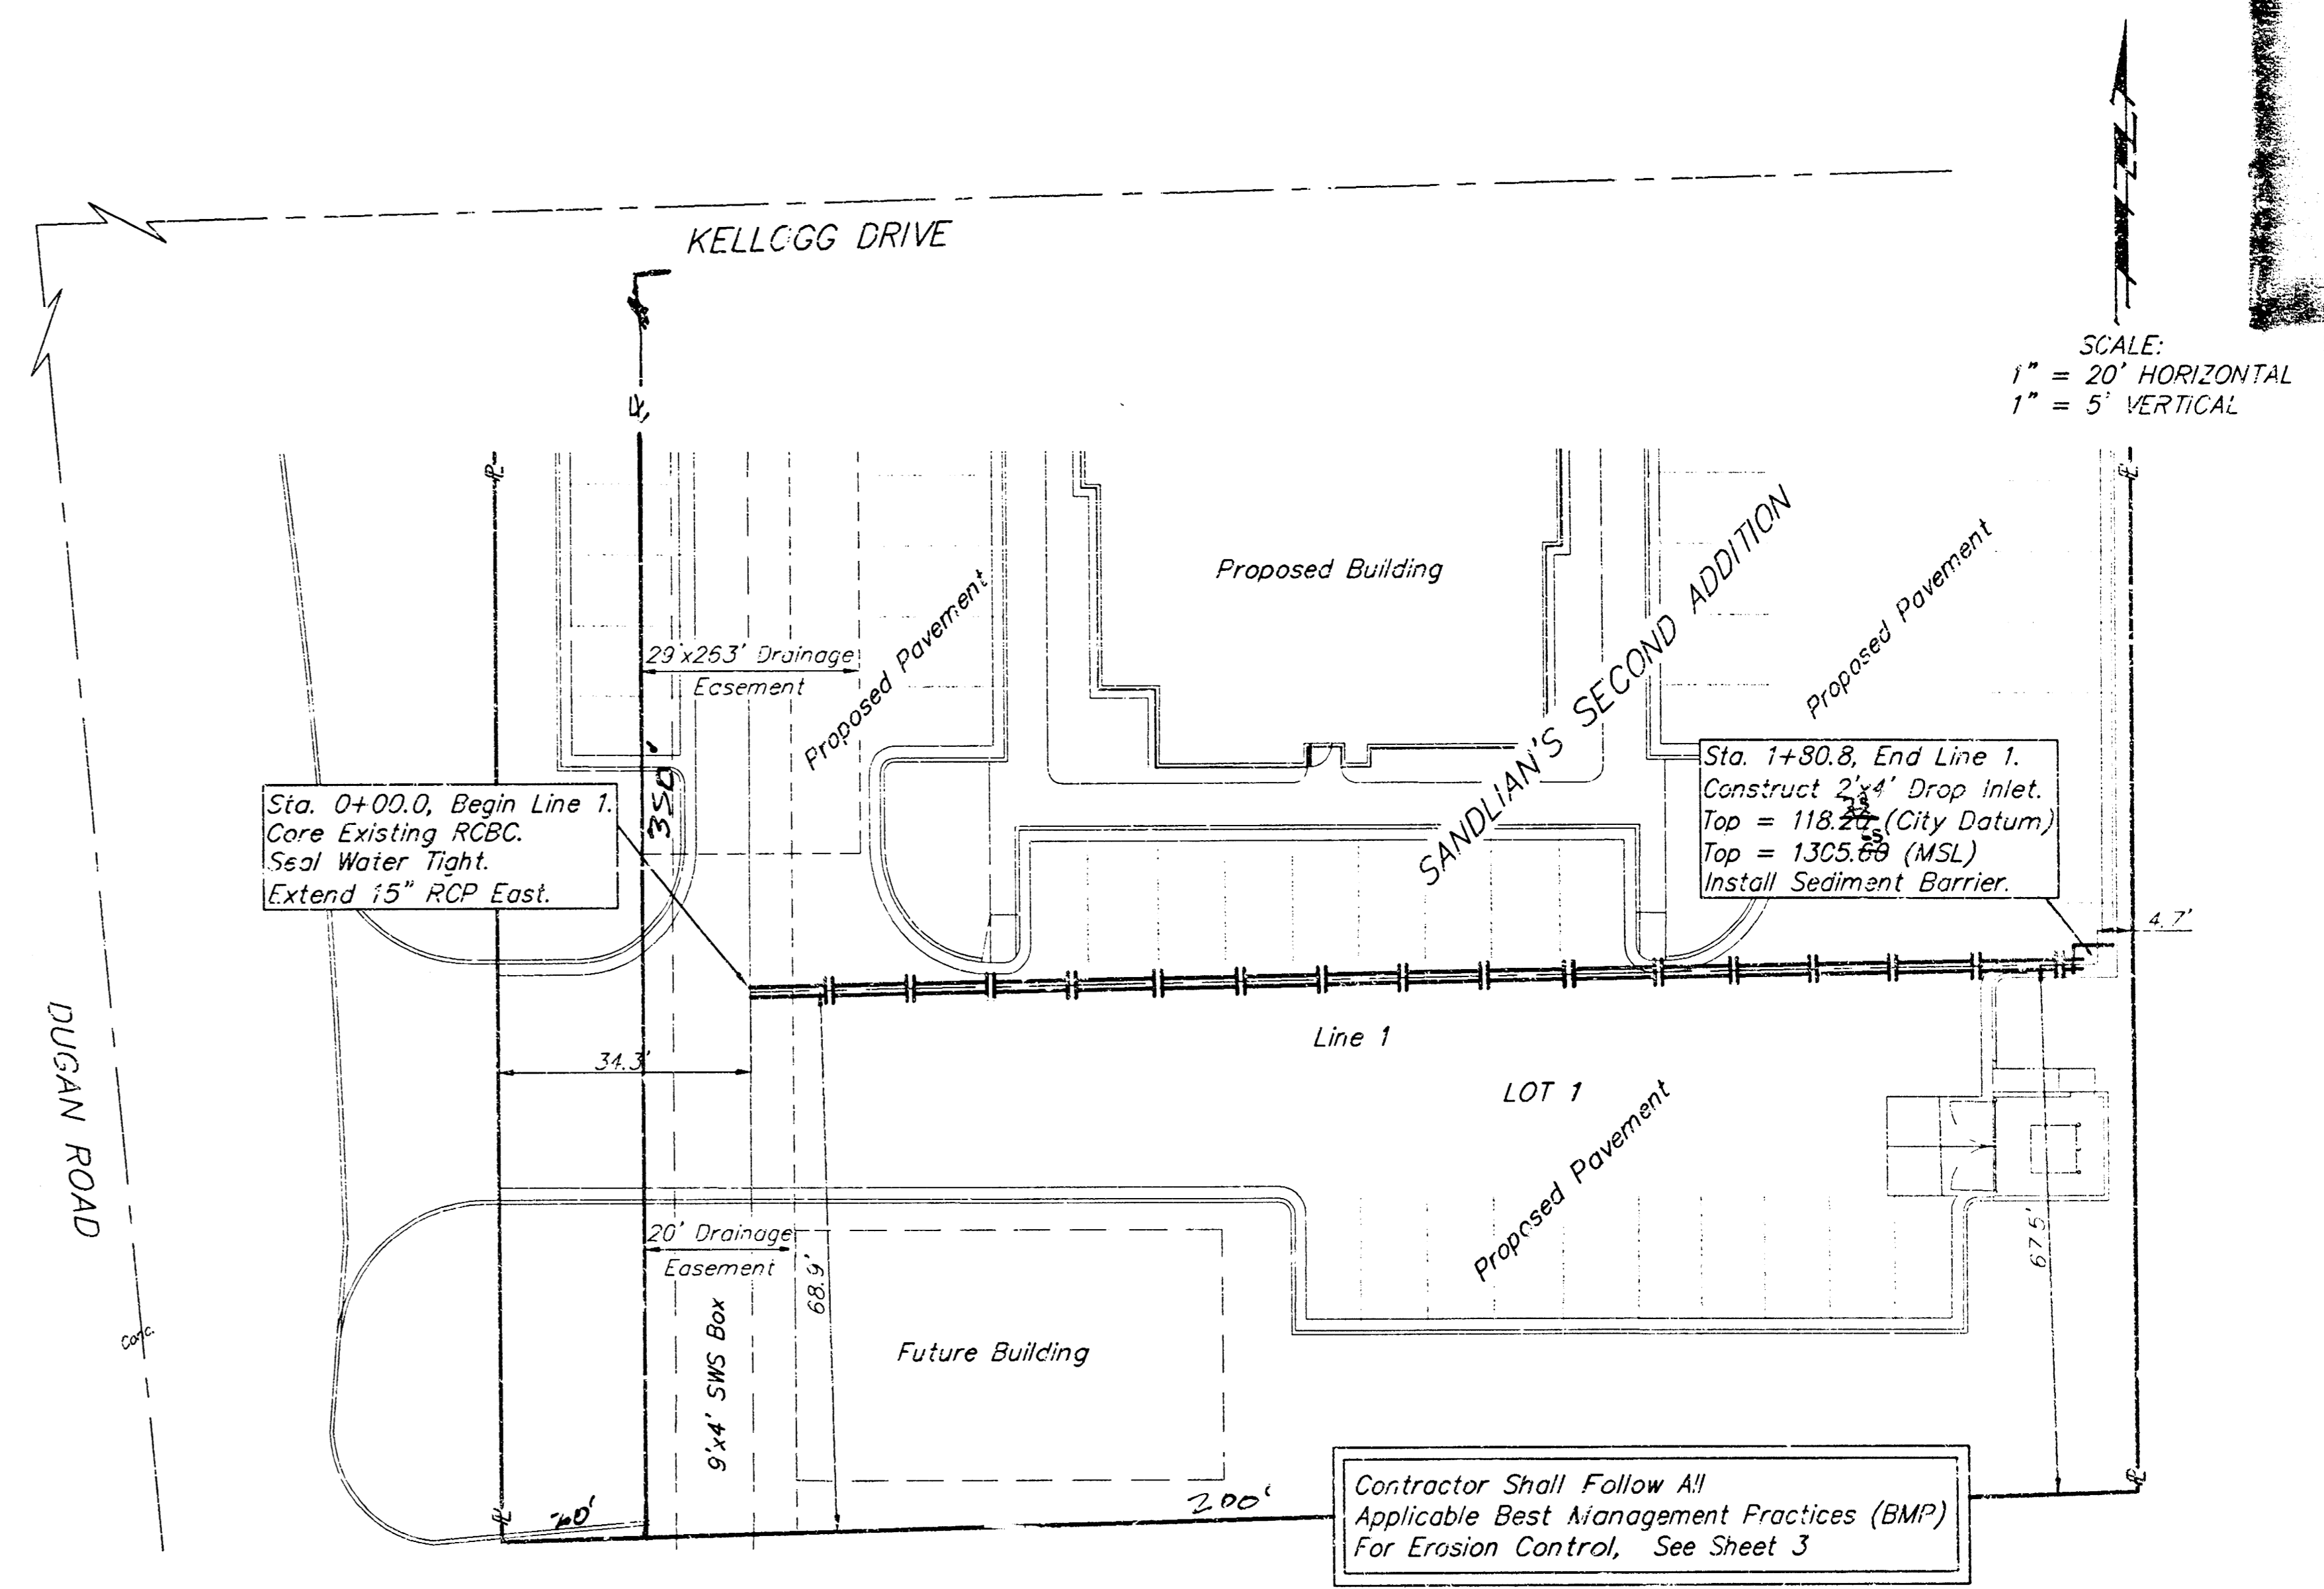 KELLOGG DRIVE
SCALE:
1" = 20' HORIZONTAL
1" = 5' VERTICAL
Proposed Building
SANDLIAN'S SECOND ADDITION
Proposed Pavement
Proposed Pavement
29'x263' Drainage
Easement
350'
Sta. 0+00.0, Begin Line 1.
Core Existing RCBC.
Seal Water Tight.
Extend 15" RCP East.
Sta. 1+80.8, End Line 1.
Construct 2'x4' Drop Inlet.
Top = 118.20 (City Datum)
Top = 1305.60 (MSL)
Install Sediment Barrier.
4.7'
Line 1
34.3'
LOT 1
DUGAN ROAD
Proposed Pavement
20' Drainage
Easement
68.9'
67.5'
9'x4' SWS Box
Future Building
Conc.
20'
200'
Contractor Shall Follow All
Applicable Best Management Practices (BMP)
For Erosion Control, See Sheet 3